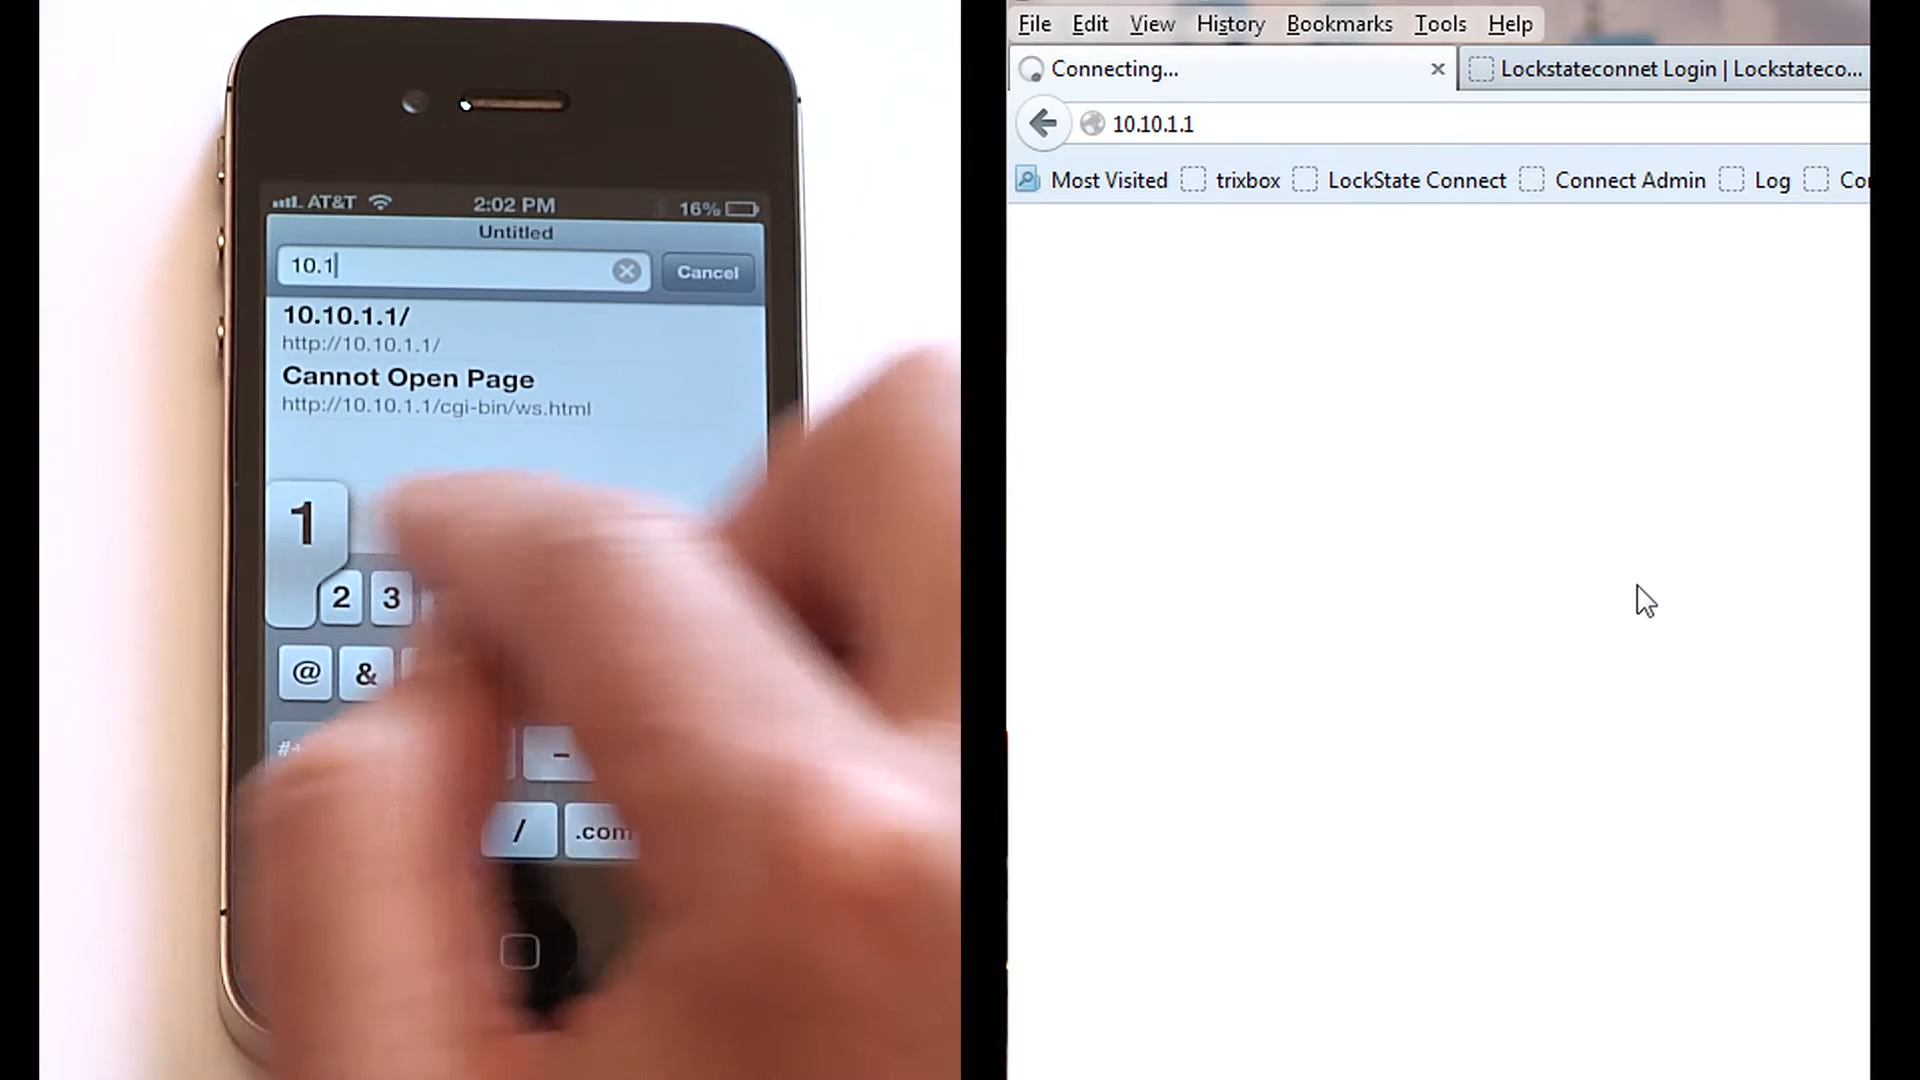 AT&T 2:02 PM 16%
Untitled
10.1 Cancel
10.10.1.1/
http://10.10.1.1/
Cannot Open Page
http://10.10.1.1/cgi-bin/ws.html
1
2 3
@ &
-
/ .com
File Edit View History Bookmarks Tools Help
Connecting... Lockstateconnet Login | Lockstateco...
10.10.1.1
Most Visited trixbox LockState Connect Connect Admin Log